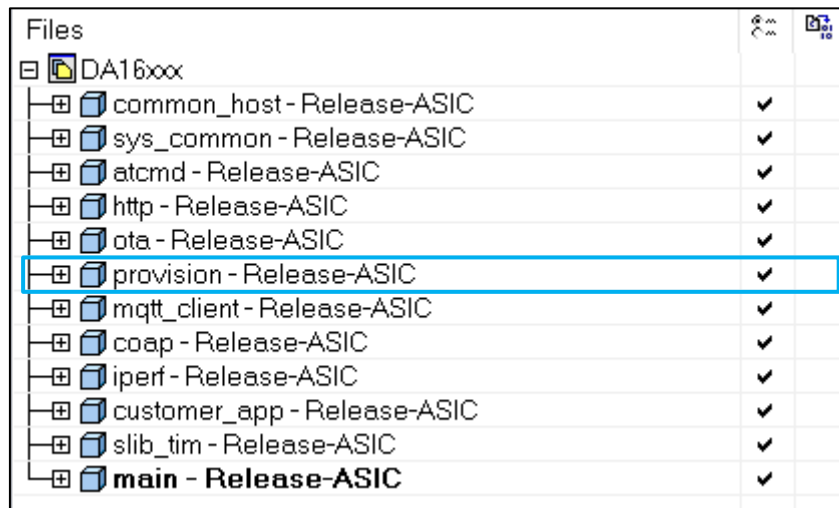 Files
DA16xxx
common_host - Release-ASIC
sys_common - Release-ASIC
atcmd - Release-ASIC
http - Release-ASIC
ota - Release-ASIC
provision - Release-ASIC
mqtt_client - Release-ASIC
coap - Release-ASIC
iperf - Release-ASIC
customer_app - Release-ASIC
slib_tim - Release-ASIC
main - Release-ASIC